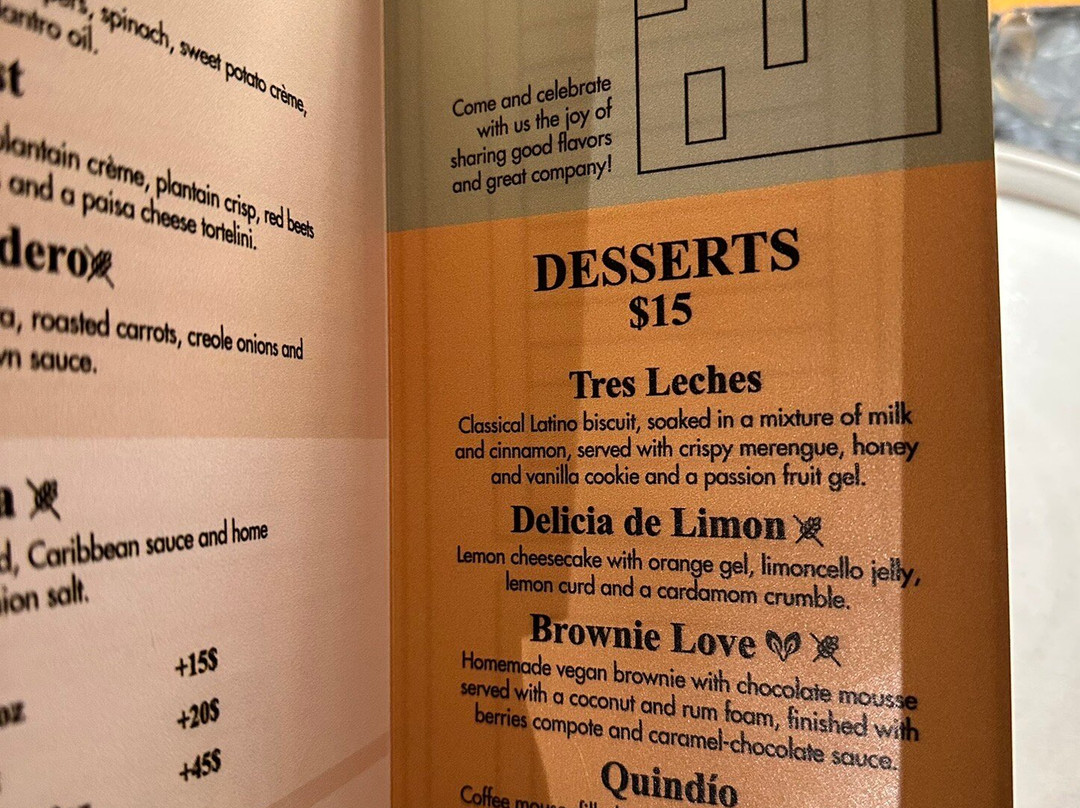 spinach, sweet potato crème,
oil.
plantain crème, plantain crisp, red beets
and a paisa cheese tortelini.
roasted carrots, creole onions and
sauce.
Caribbean sauce and home
salt.
+15$
+20$
+45$
Come and celebrate
with us the joy of
sharing good flavors
and great company!
DESSERTS
$15
Tres Leches
Classical Latino biscuit, soaked in a mixture of milk
and cinnamon, served with crispy merengue, honey
and vanilla cookie and a passion fruit gel.
Delicia de Limon
Lemon cheesecake with orange gel, limoncello jelly,
lemon curd and a cardamom crumble.
Brownie Love
Homemade vegan brownie with chocolate mousse
served with a coconut and rum foam, finished with
berries compote and caramel-chocolate sauce.
Quindío
Coffee